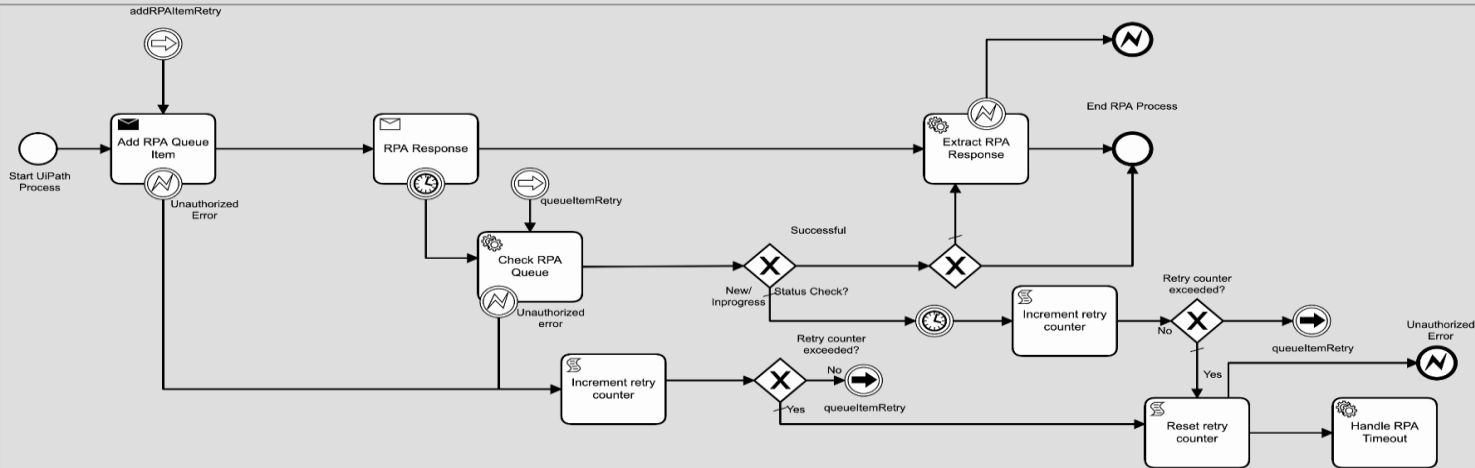 addRPAItemRetry
Start UiPath
Process
Add RPA Queue
Item
Unauthorized
Error
RPA Response
queueItemRetry
Check RPA
Queue
Unauthorized
error
Extract RPA
Response
End RPA Process
Successful
New/
Inprogress
Status Check?
Increment retry
counter
Retry counter
exceeded?
No
queueItemRetry
Yes
Unauthorized
Error
Increment retry
counter
Retry counter
exceeded?
No
queueItemRetry
Yes
Reset retry
counter
Handle RPA
Timeout